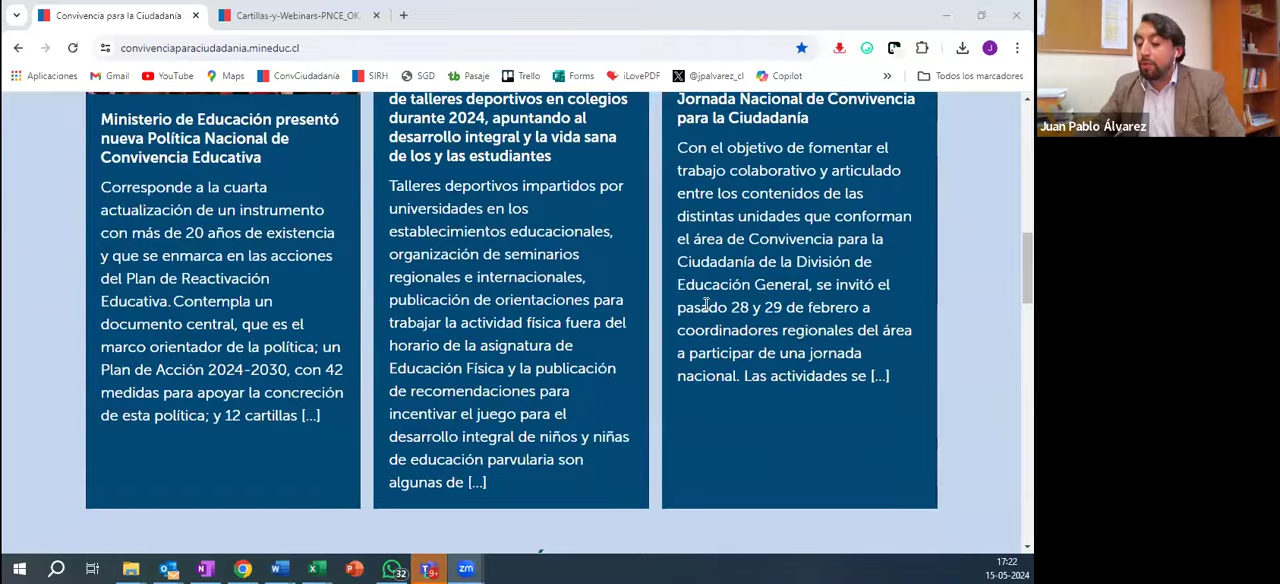 Convivencia para la Ciudadanía
Cartillas-y-Webinars-PNCE_OK.
convivenciaparaciudadania.mineduc.cl
J
Aplicaciones
Gmail
YouTube
Maps
ConvCiudadanía
SIRH
SGD
Pasaje
Trello
Forms
iLovePDF
@jpalvarez_cl
Copilot
»
Todos los marcadores
Ministerio de Educación presentó
nueva Política Nacional de
Convivencia Educativa
Corresponde a la cuarta
actualización de un instrumento
con más de 20 años de existencia
y que se enmarca en las acciones
del Plan de Reactivación
Educativa. Contempla un
documento central, que es el
marco orientador de la política; un
Plan de Acción 2024-2030, con 42
medidas para apoyar la concreción
de esta política; y 12 cartillas [...]
de talleres deportivos en colegios
durante 2024, apuntando al
desarrollo integral y la vida sana
de los y las estudiantes
Talleres deportivos impartidos por
universidades en los
establecimientos educacionales,
organización de seminarios
regionales e internacionales,
publicación de orientaciones para
trabajar la actividad física fuera del
horario de la asignatura de
Educación Física y la publicación
de recomendaciones para
incentivar el juego para el
desarrollo integral de niños y niñas
de educación parvularia son
algunas de [...]
Jornada Nacional de Convivencia
para la Ciudadanía
Con el objetivo de fomentar el
trabajo colaborativo y articulado
entre los contenidos de las
distintas unidades que conforman
el área de Convivencia para la
Ciudadanía de la División de
Educación General, se invitó el
pasado 28 y 29 de febrero a
coordinadores regionales del área
a participar de una jornada
nacional. Las actividades se [...]
Juan Pablo Álvarez
32
9+
zm
17:22
15-05-2024